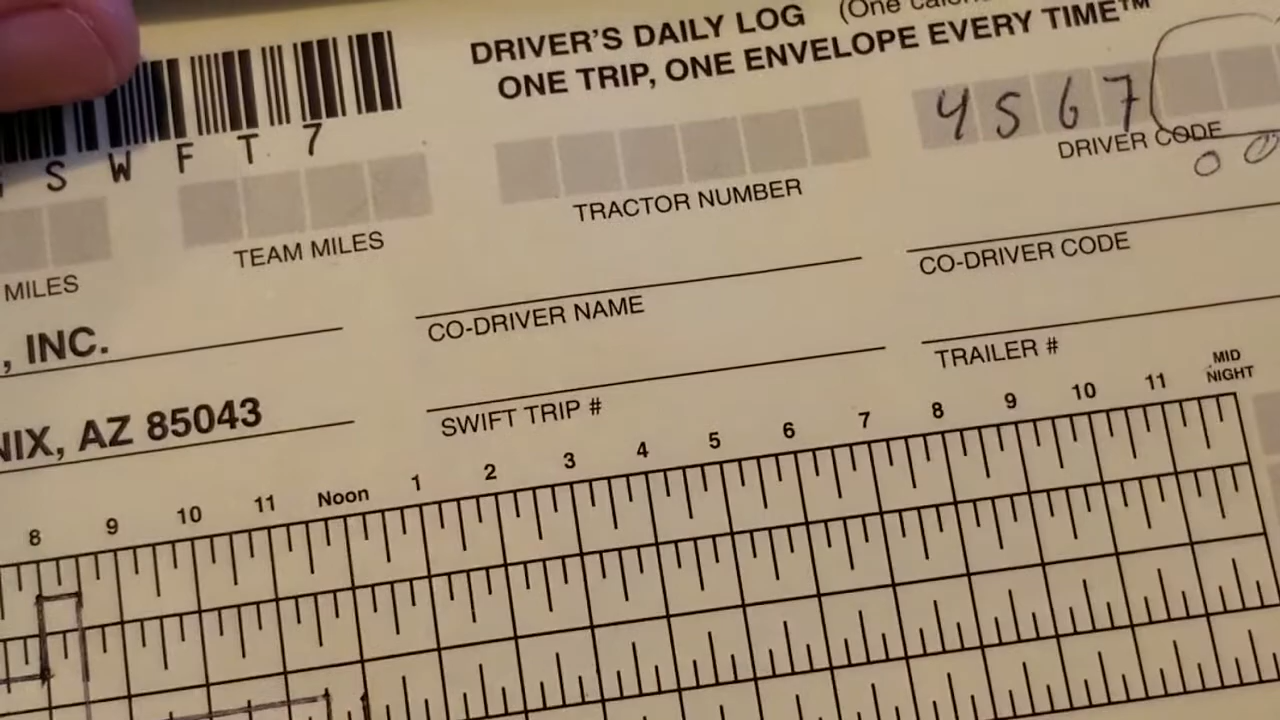 DRIVER'S DAILY LOG (One
ONE TRIP, ONE ENVELOPE EVERY TIME™
S W F T 7
4567
DRIVER CODE
TRACTOR NUMBER
TEAM MILES
MILES
CO-DRIVER CODE
CO-DRIVER NAME
, INC.
TRAILER #
SWIFT TRIP #
NIX, AZ 85043
8 9 10 11 Noon 1 2 3 4 5 6 7 8 9 10 11 MID
NIGHT